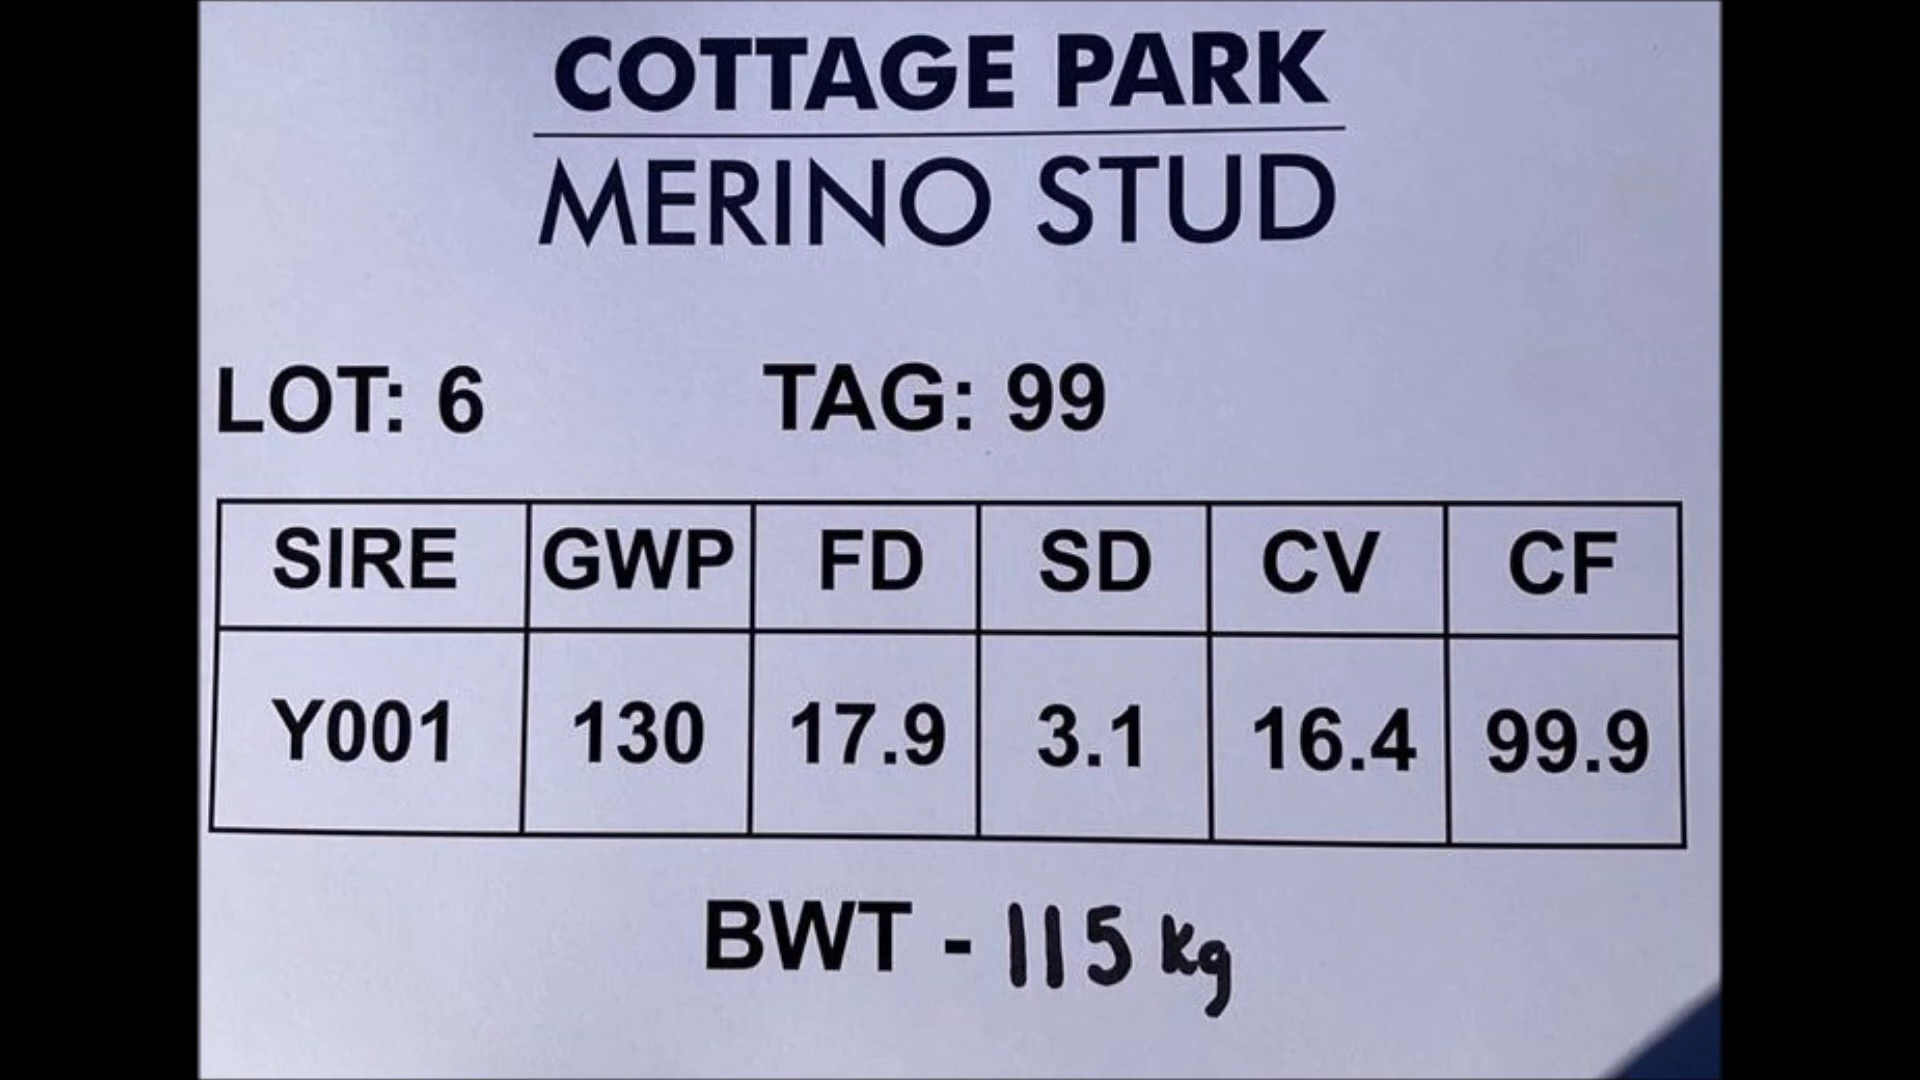 COTTAGE PARK
MERINO STUD
LOT: 6 TAG: 99
SIRE GWP FD SD CV CF
Y001 130 17.9 3.1 16.4 99.9
BWT - 115 kg